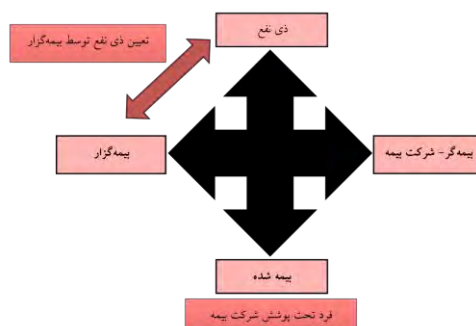 ذی نفع
تعیین ذی نفع توسط بیمه‌گزار
بیمه‌گر- شرکت بیمه
بیمه‌گزار
بیمه شده
فرد تحت پوشش شرکت بیمه